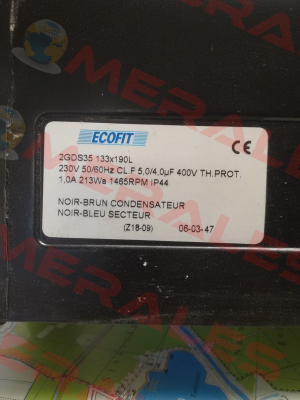 ECOFIT
CE
2GDS35 133x190L
230V 50/60Hz CL.F 5,0/4,0µF 400V TH.PROT.
1,0A 213Wa 1465RPM IP44
NOIR-BRUN CONDENSATEUR
NOIR-BLEU SECTEUR
(Z18-09) 06-03-47